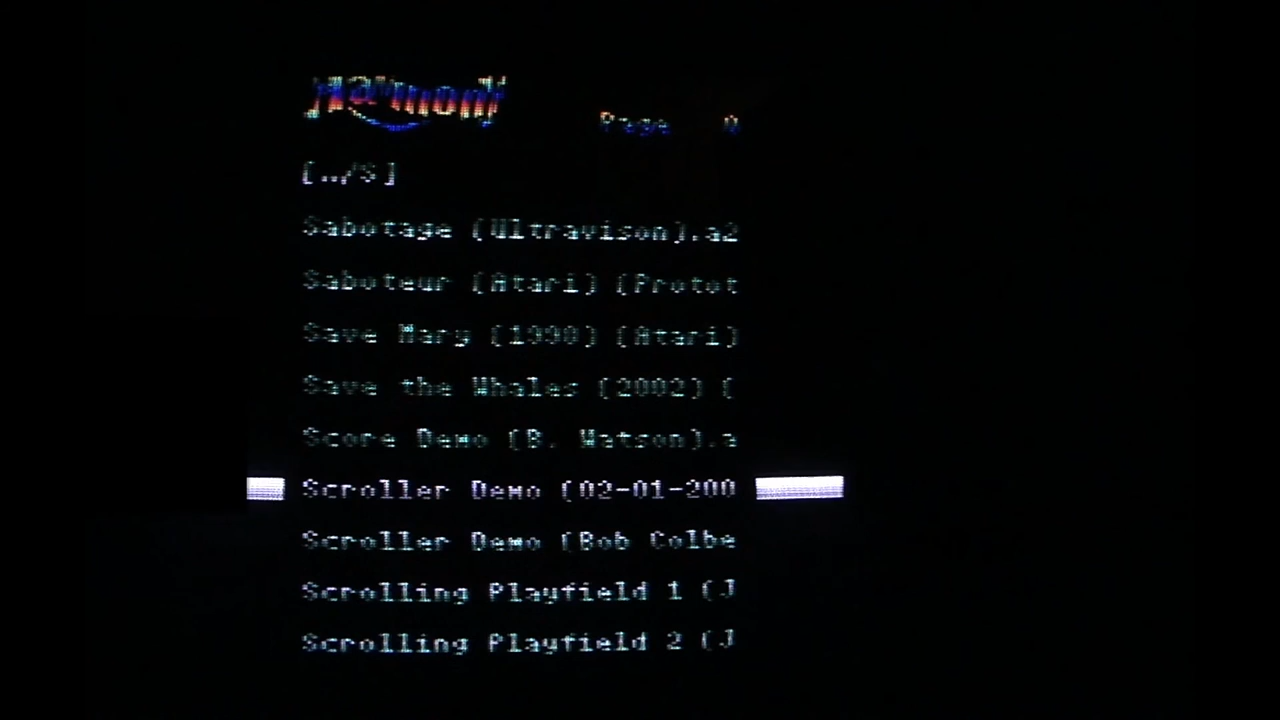 Harmony
Page 0
[../S]
Sabotage (Ultravison).a2
Saboteur (Atari) (Protot
Save Mary (1990) (Atari)
Save the Whales (2002) (
Score Demo (B. Watson).a
Scroller Demo (02-01-200
Scroller Demo (Bob Colbe
Scrolling Playfield 1 (J
Scrolling Playfield 2 (J